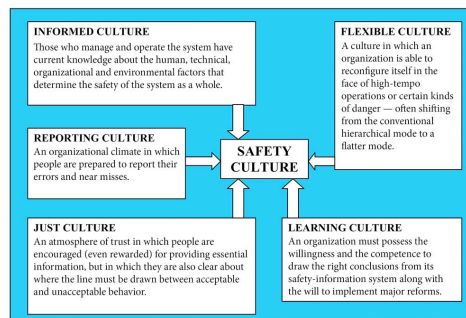 INFORMED CULTURE
Those who manage and operate the system have
current knowledge about the human, technical,
organizational and environmental factors that
determine the safety of the system as a whole.
FLEXIBLE CULTURE
A culture in which an
organization is able to
reconfigure itself in the
face of high-tempo
operations or certain kinds
of danger — often shifting
from the conventional
hierarchical mode to a
flatter mode.
REPORTING CULTURE
An organizational climate in which
people are prepared to report their
errors and near misses.
SAFETY
CULTURE
JUST CULTURE
An atmosphere of trust in which people are
encouraged (even rewarded) for providing essential
information, but in which they are also clear about
where the line must be drawn between acceptable
and unacceptable behavior.
LEARNING CULTURE
An organization must possess the
willingness and the competence to
draw the right conclusions from its
safety-information system along with
the will to implement major reforms.